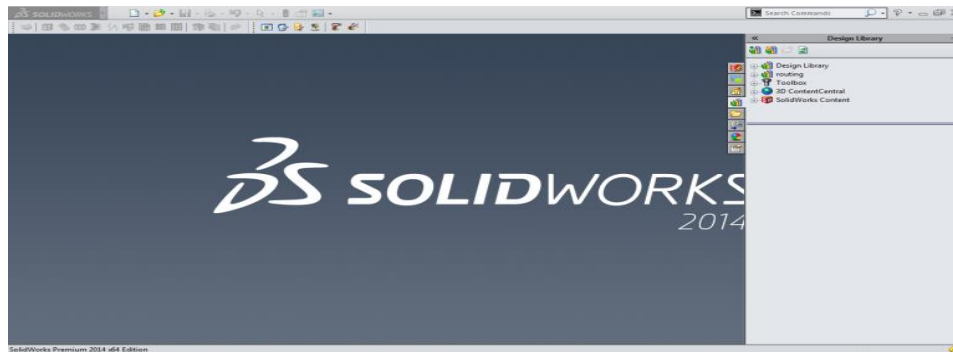 SOLIDWORKS
Search Commands
Design Library
Design Library
routing
Toolbox
3D ContentCentral
SolidWorks Content
SOLIDWORKS
2014
SolidWorks Premium 2014 x64 Edition